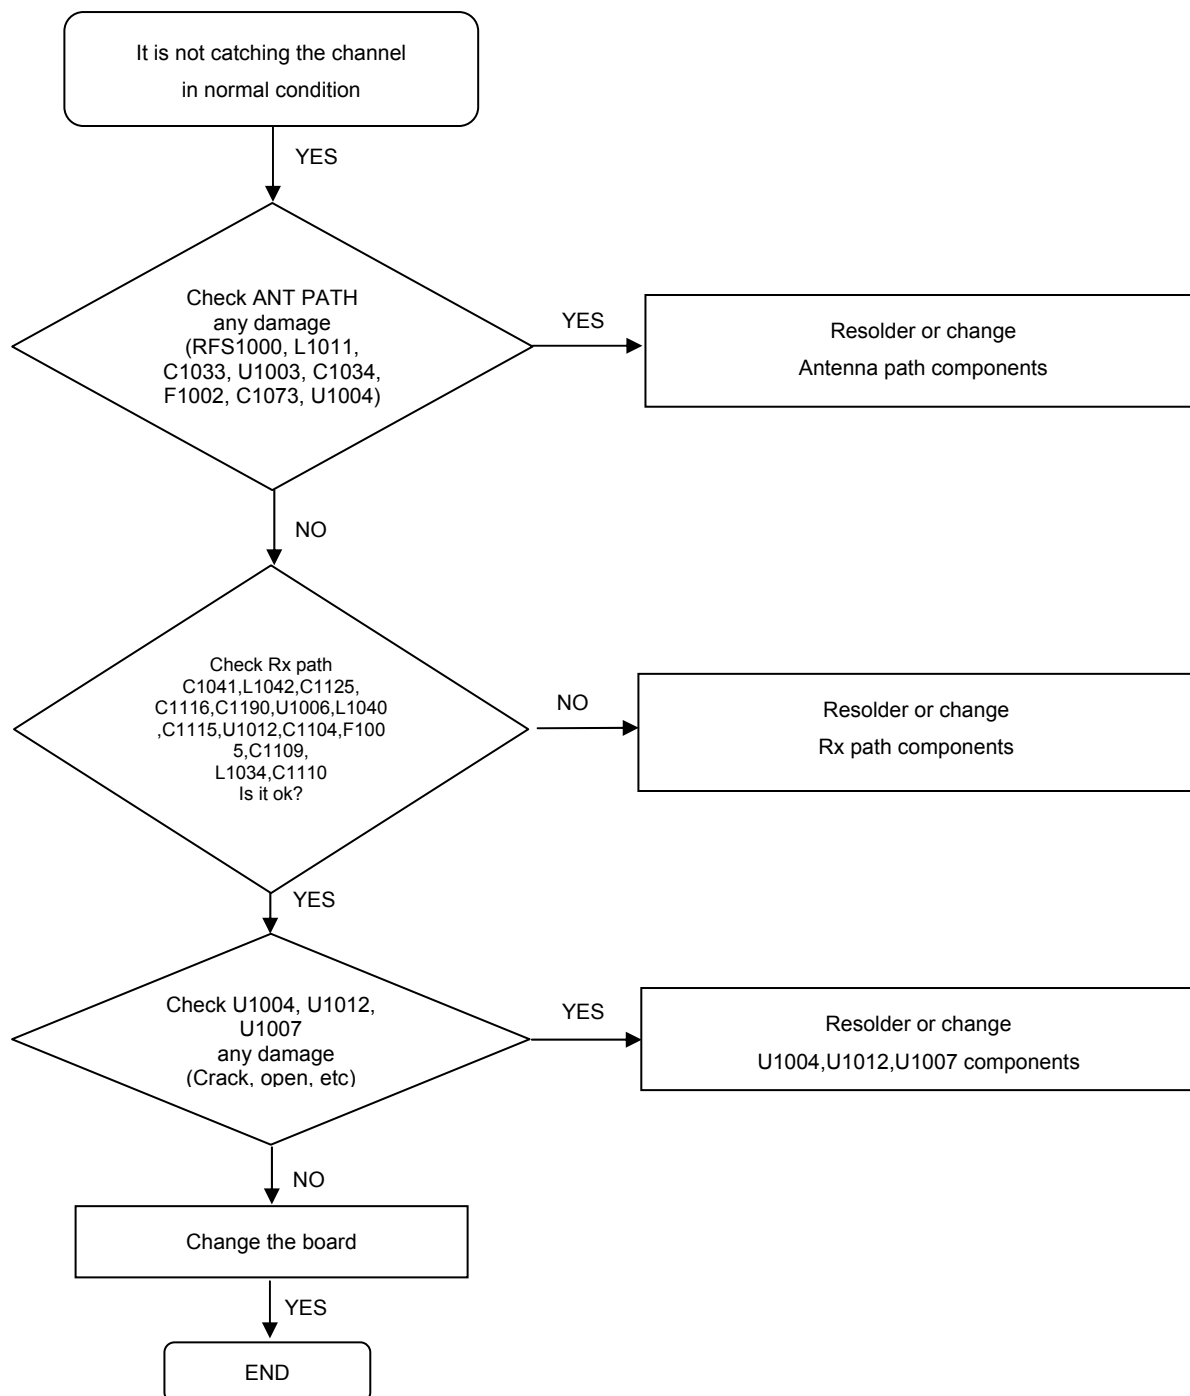 It is not catching the channel
in normal condition
YES
Check ANT PATH
any damage
(RFS1000, L1011,
C1033, U1003, C1034,
F1002, C1073, U1004)
YES
Resolder or change
Antenna path components
NO
Check Rx path
C1041,L1042,C1125,
C1116,C1190,U1006,L1040
,C1115,U1012,C1104,F100
5,C1109,
L1034,C1110
Is it ok?
NO
Resolder or change
Rx path components
YES
Check U1004, U1012,
U1007
any damage
(Crack, open, etc)
YES
Resolder or change
U1004,U1012,U1007 components
NO
Change the board
YES
END